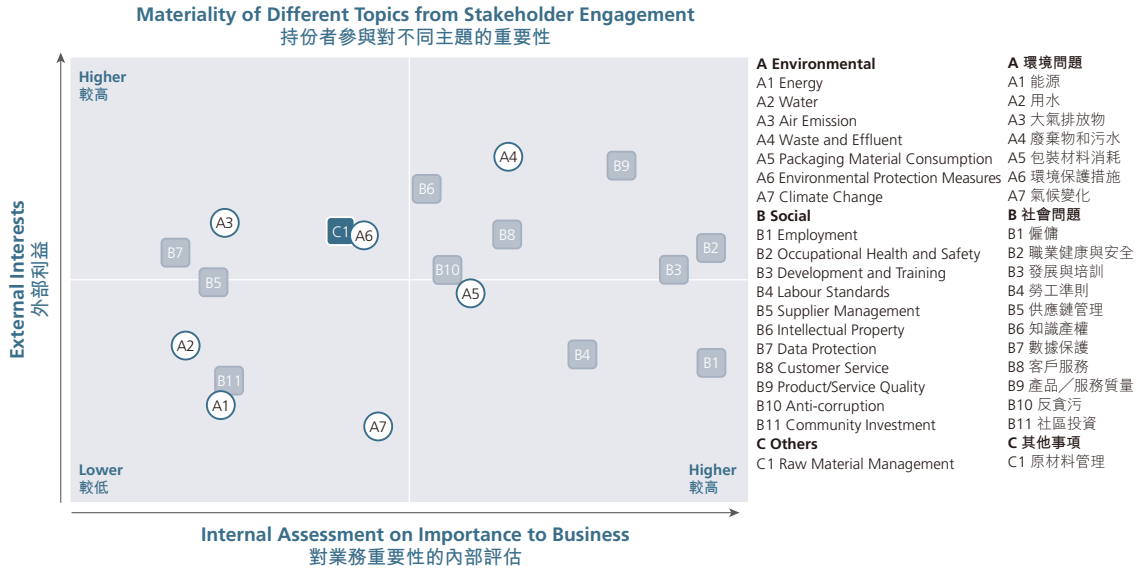 Materiality of Different Topics from Stakeholder Engagement
持份者參與對不同主題的重要性
External Interests
外部利益
Higher
較高
A4
B9
B6
A3
C1
A6
B8
B7
B2
B10
B3
B5
A5
A2
B4
B1
B11
A1
A7
Lower
較低
Higher
較高
Internal Assessment on Importance to Business
對業務重要性的內部評估
A Environmental
A1 Energy
A2 Water
A3 Air Emission
A4 Waste and Effluent
A5 Packaging Material Consumption
A6 Environmental Protection Measures
A7 Climate Change
B Social
B1 Employment
B2 Occupational Health and Safety
B3 Development and Training
B4 Labour Standards
B5 Supplier Management
B6 Intellectual Property
B7 Data Protection
B8 Customer Service
B9 Product/Service Quality
B10 Anti-corruption
B11 Community Investment
C Others
C1 Raw Material Management
A 環境問題
A1 能源
A2 用水
A3 大氣排放物
A4 廢棄物和污水
A5 包裝材料消耗
A6 環境保護措施
A7 氣候變化
B 社會問題
B1 僱傭
B2 職業健康與安全
B3 發展與培訓
B4 勞工準則
B5 供應鏈管理
B6 知識產權
B7 數據保護
B8 客戶服務
B9 產品／服務質量
B10 反貪污
B11 社區投資
C 其他事項
C1 原材料管理